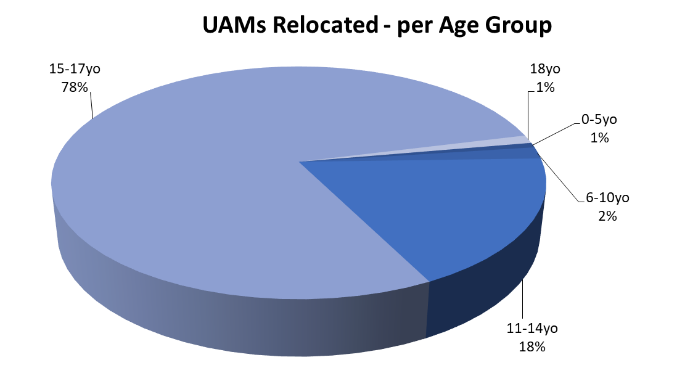 UAMs Relocated - per Age Group
15-17yo
78%
18yo
1%
0-5yo
1%
6-10yo
2%
11-14yo
18%